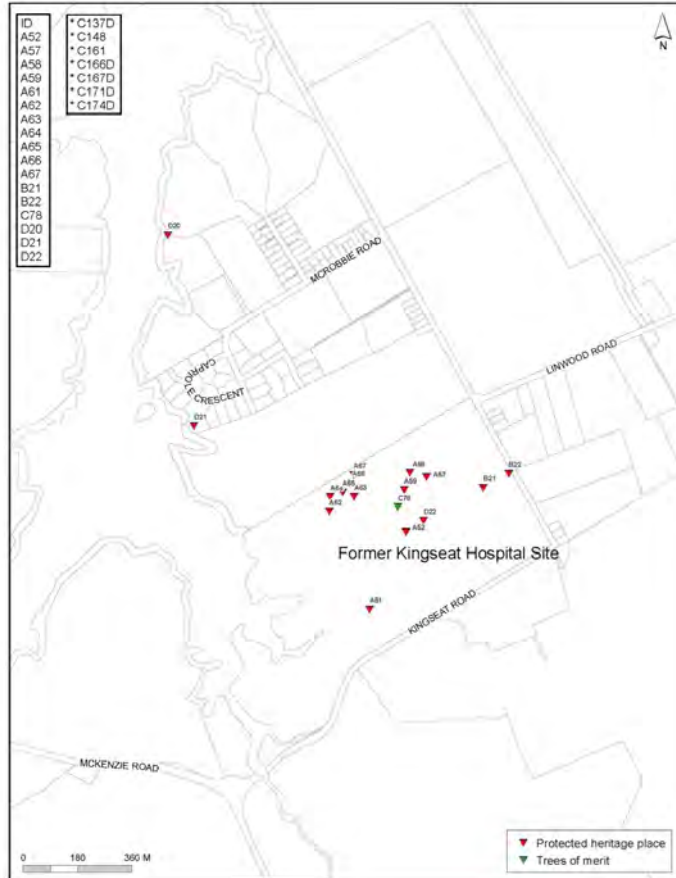 ID
A52
A57
A58
A59
A61
A62
A63
A64
A65
A66
A67
B21
B22
C78
D20
D21
D22
* C137D
* C148
* C161
* C166D
* C167D
* C171D
* C174D
N
D20
MCROBBIE ROAD
LINWOOD ROAD
CAPRIOLE CRESCENT
D21
A67
A57
B22
B21
A59
A63
C78
A62
D22
A52
Former Kingseat Hospital Site
A61
KINGSEAT ROAD
MCKENZIE ROAD
0 180 360 M
Protected heritage place
Trees of merit